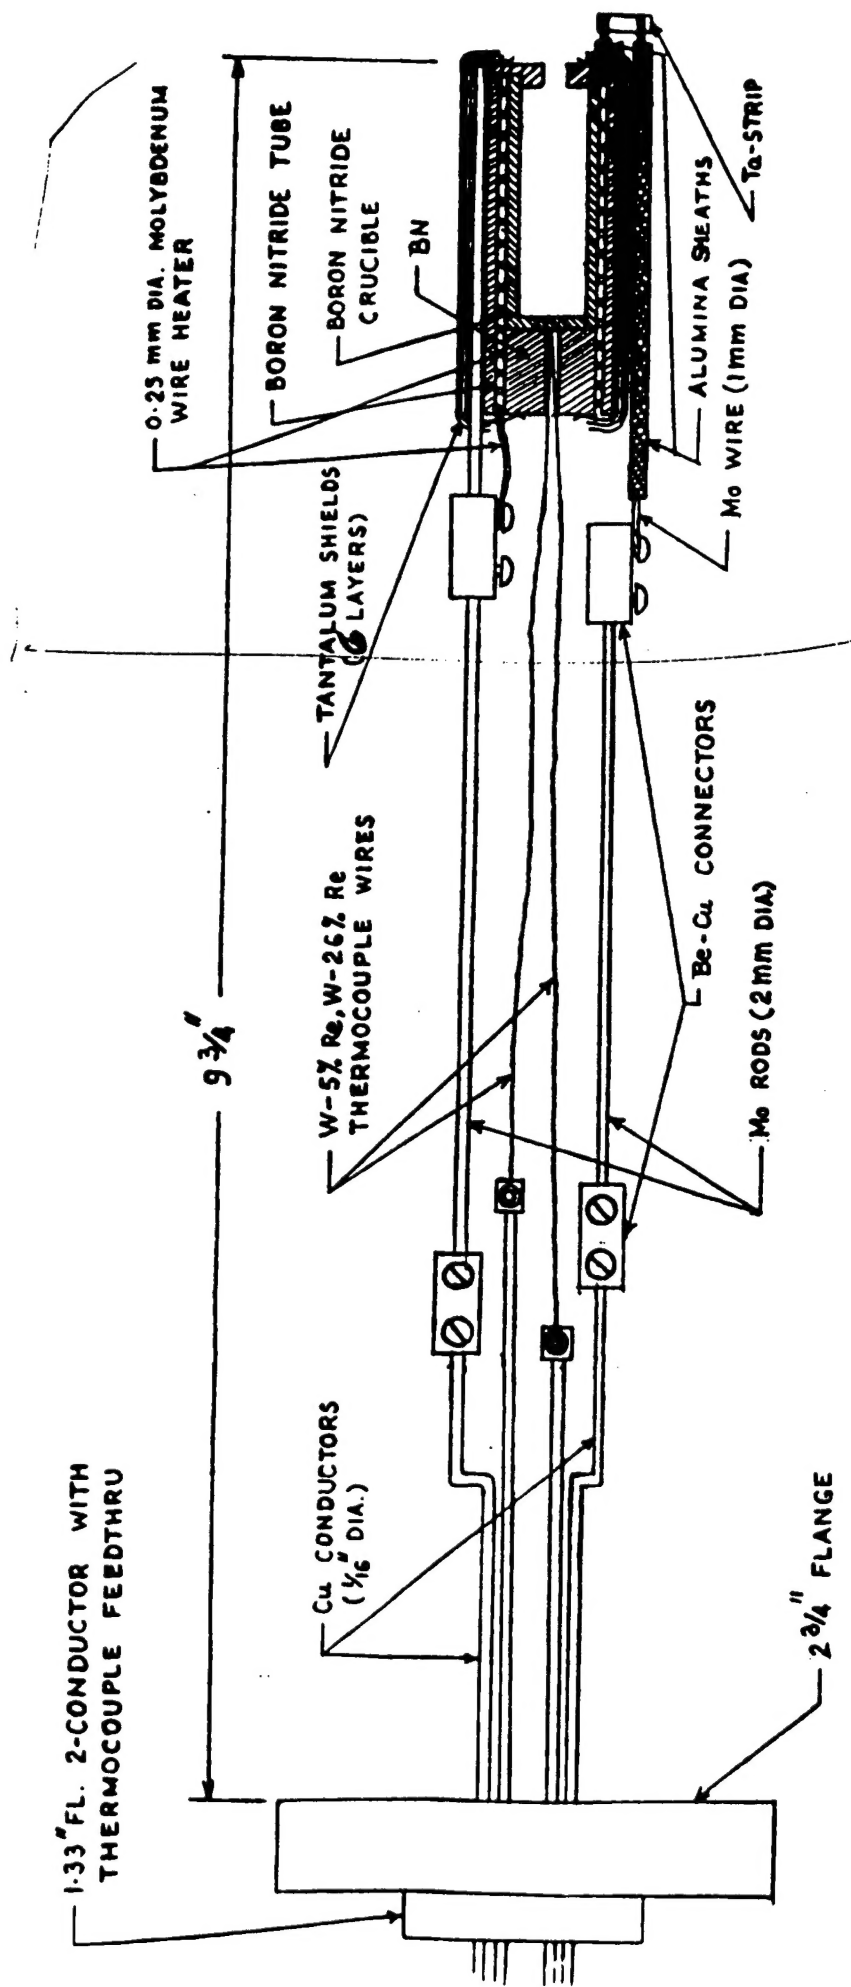 1.33" FL. 2-CONDUCTOR WITH
THERMOCOUPLE FEEDTHRU
9 3/4"
0.25 mm DIA. MOLYBDENUM
WIRE HEATER
BORON NITRIDE TUBE
BORON NITRIDE
CRUCIBLE
BN
TANTALUM SHIELDS
(6 LAYERS)
W-5% Re, W-26% Re
THERMOCOUPLE WIRES
Cu CONDUCTORS
(1/16" DIA.)
2 3/4" FLANGE
Mo RODS (2mm DIA)
Be-Cu CONNECTORS
Mo WIRE (1mm DIA)
ALUMINA SHEATHS
Ta-STRIP